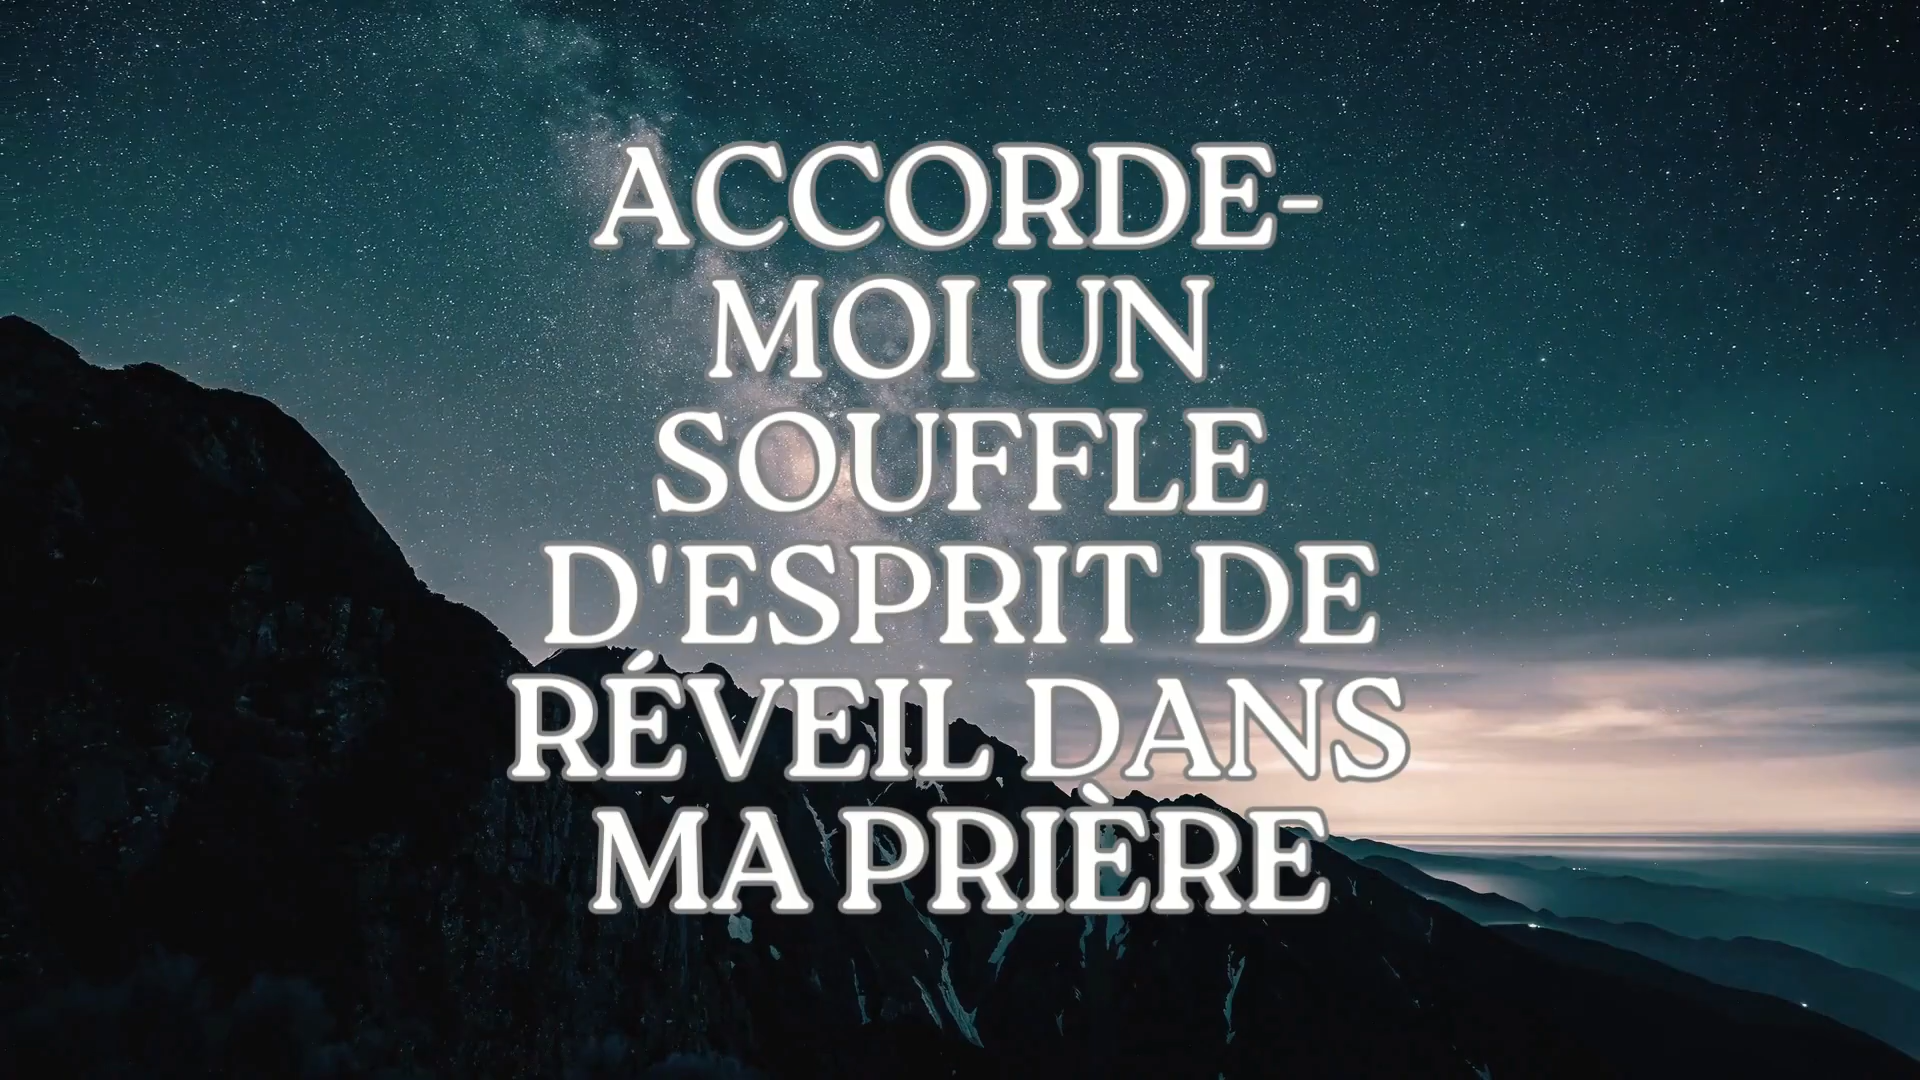 ACCORDE-
MOI UN
SOUFFLE
D'ESPRIT DE
RÉVEIL DANS
MA PRIÈRE